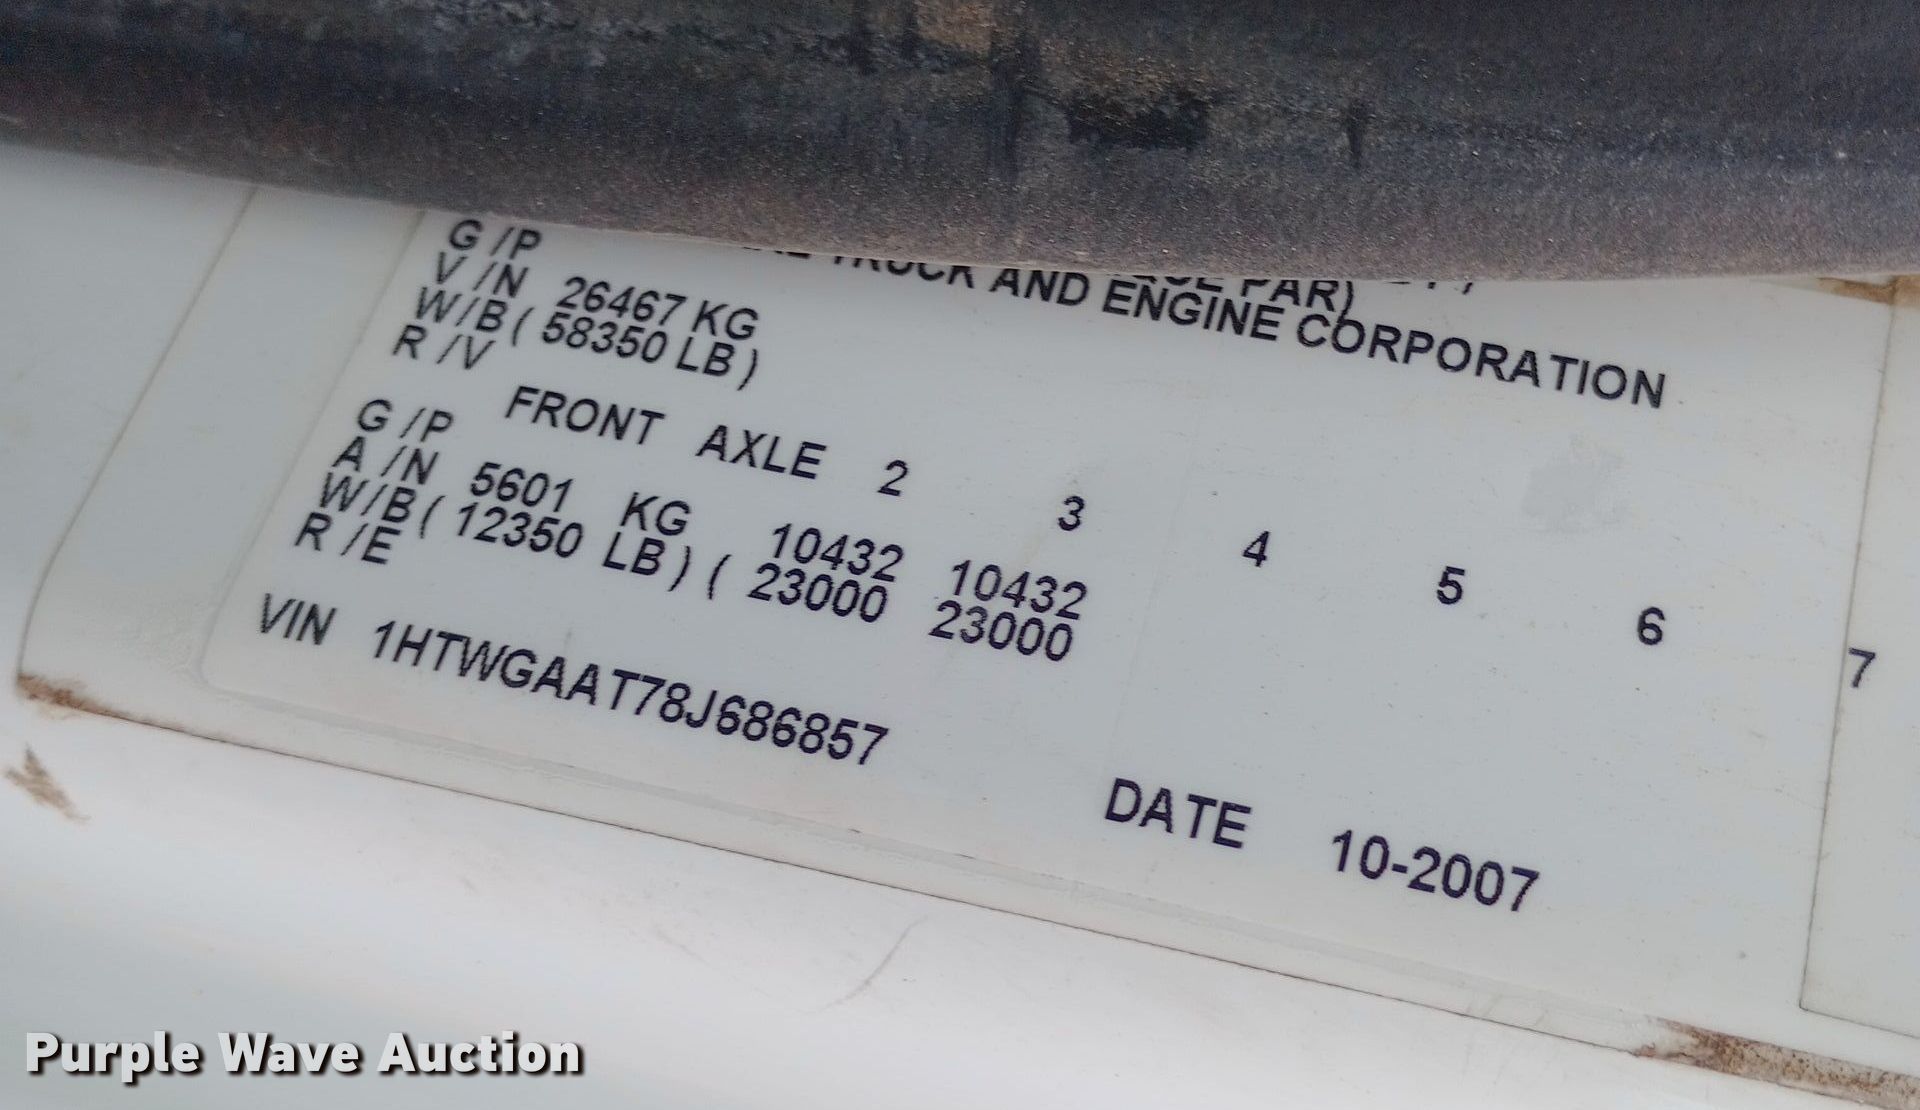 TRUCK AND ENGINE CORPORATION
G/P
V/N 26467 KG
W/B ( 58350 LB )
R/V
FRONT AXLE 2 3 4 5 6 7
G/P
A/N 5601 KG 10432 10432
W/B ( 12350 LB ) ( 23000 23000
R/E
VIN 1HTWGAAT78J686857
DATE 10-2007
Purple Wave Auction